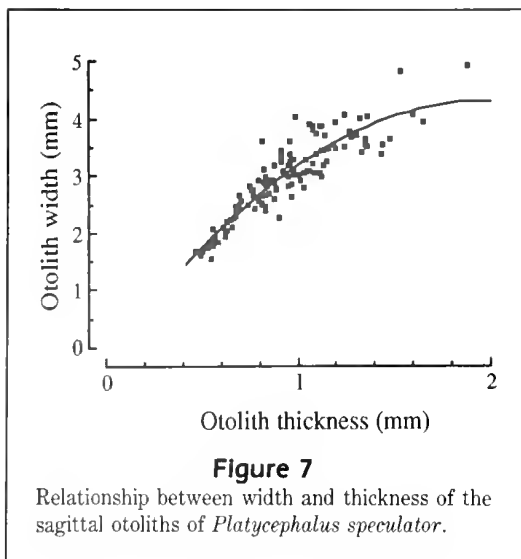 5
4
3
2
1
0
Otolith width (mm)
0 1 2
Otolith thickness (mm)
Figure 7
Relationship between width and thickness of the
sagittal otoliths of Platycephalus speculator.